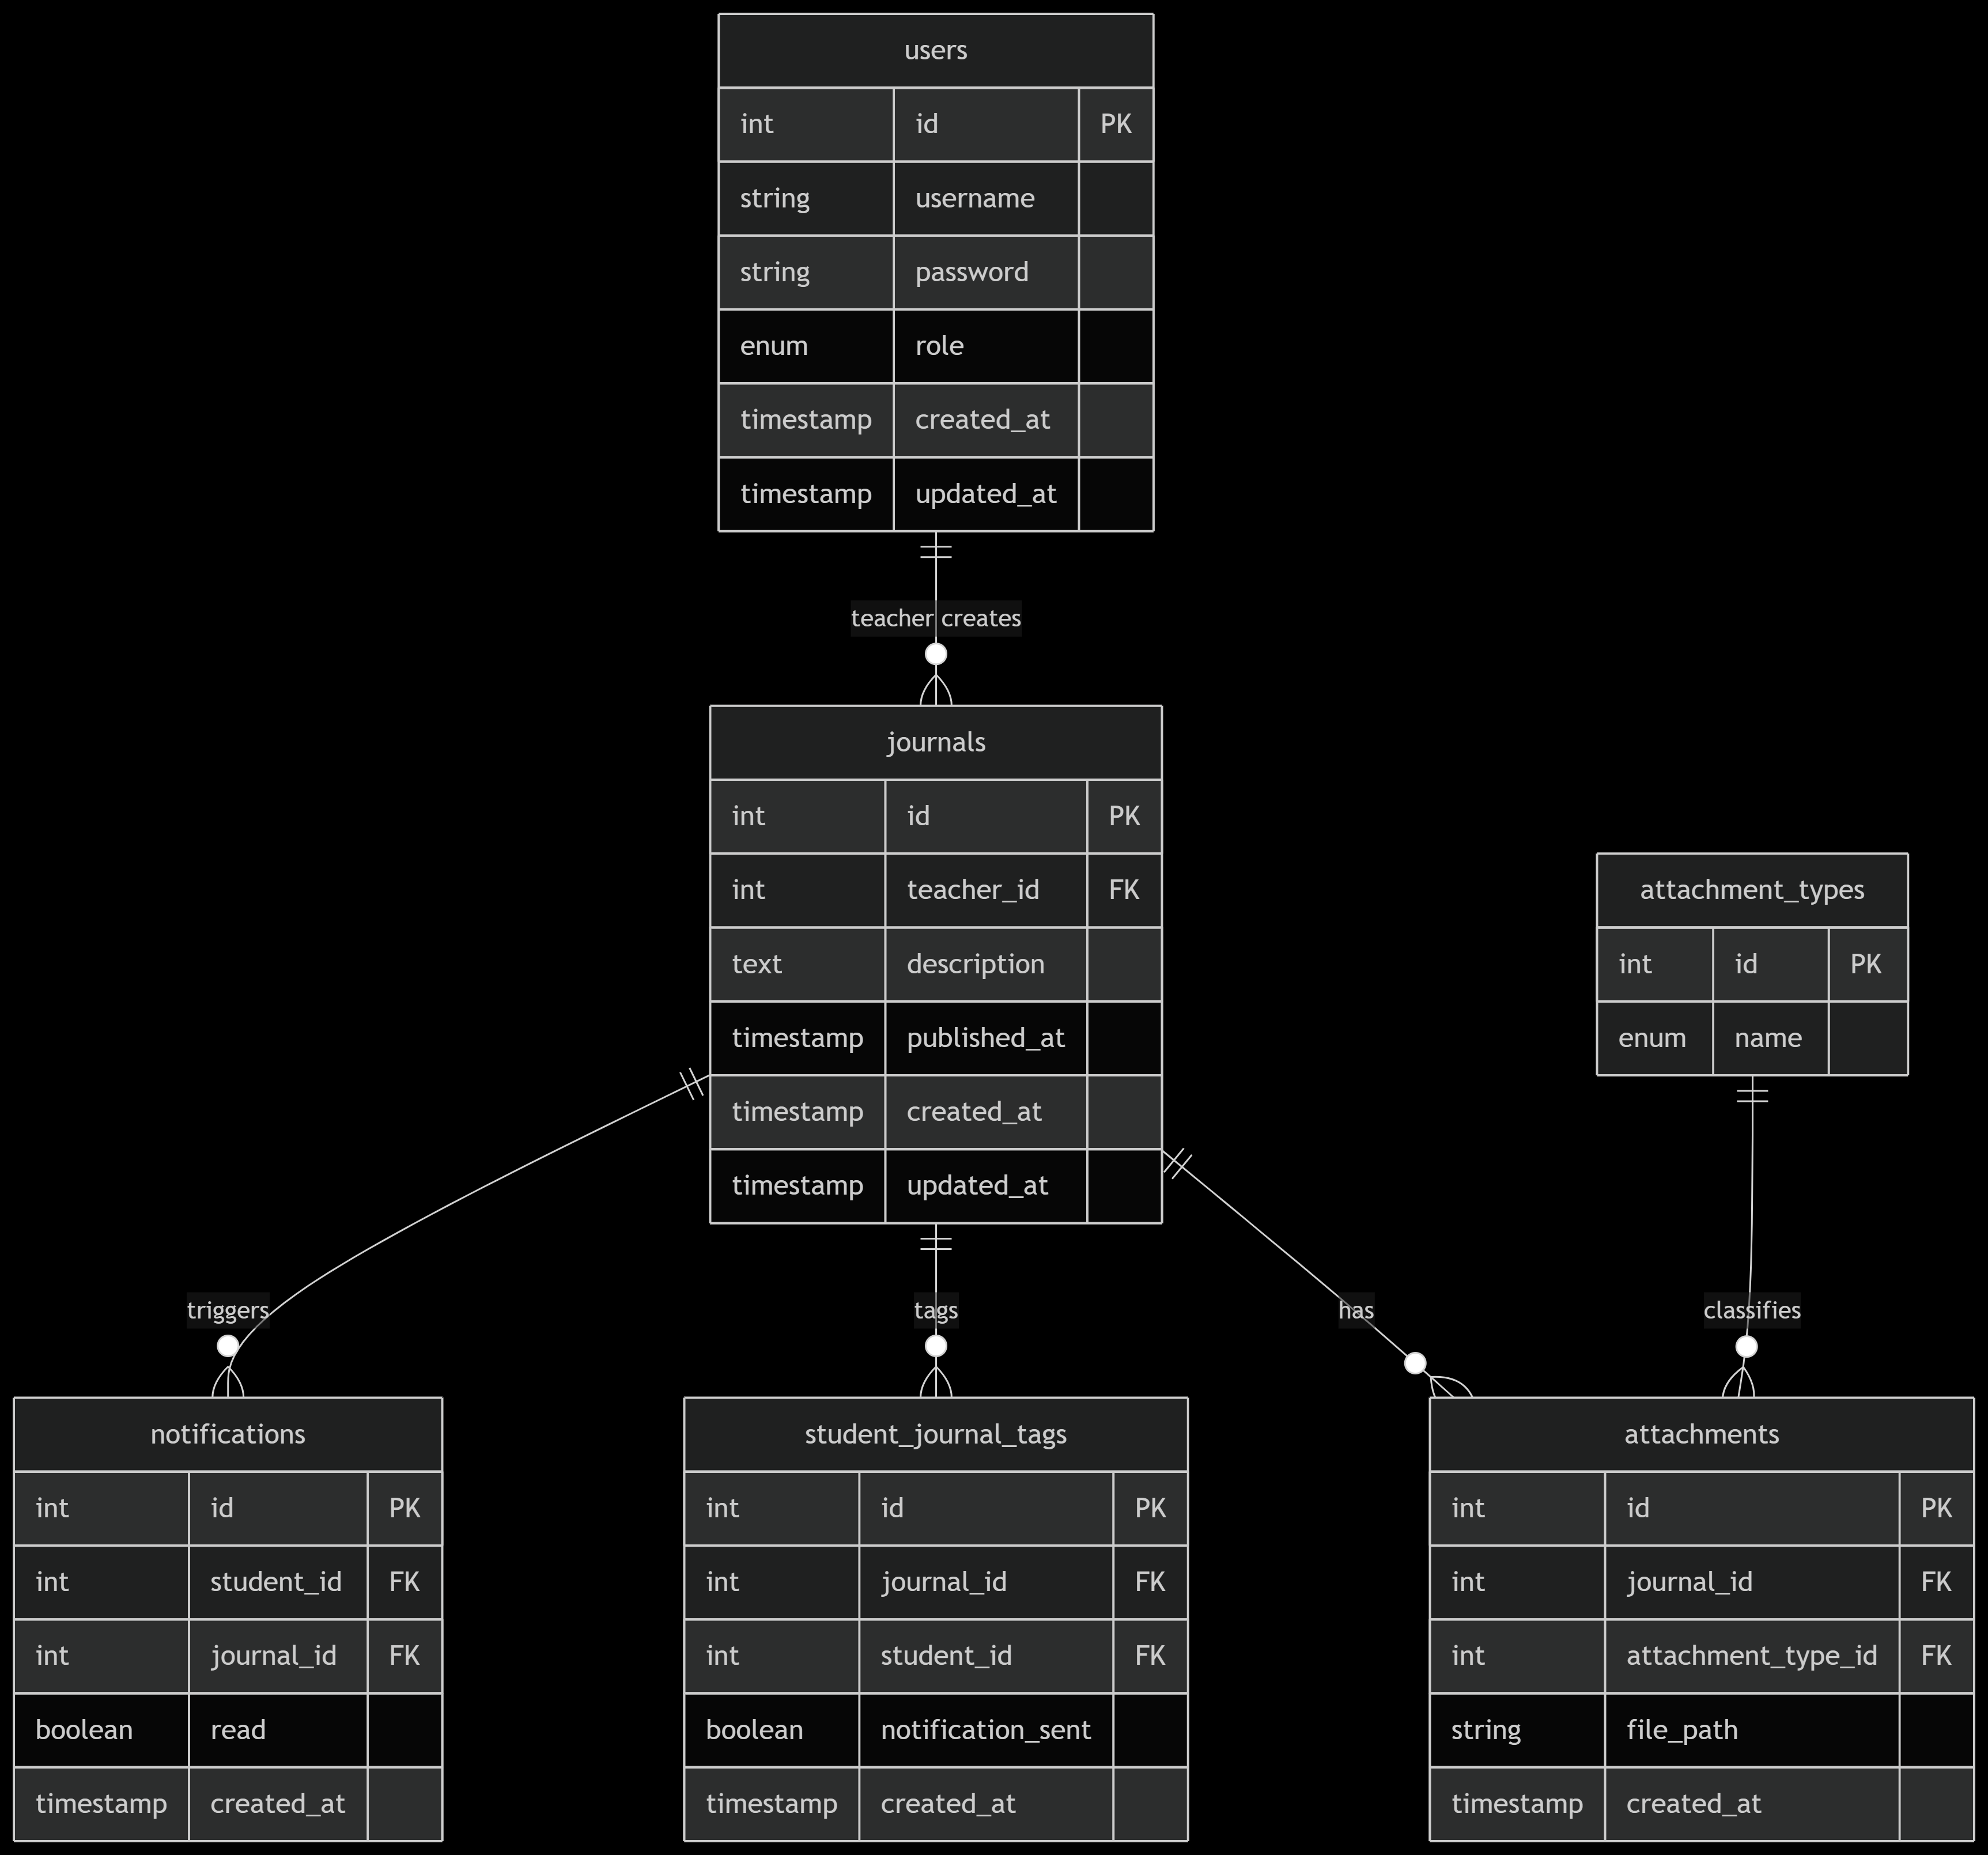 users
int id PK
string username
string password
enum role
timestamp created_at
timestamp updated_at
teacher creates
journals
int id PK
int teacher_id FK
text description
timestamp published_at
timestamp created_at
timestamp updated_at
attachment_types
int id PK
enum name
triggers
tags
has
classifies
notifications
int id PK
int student_id FK
int journal_id FK
boolean read
timestamp created_at
student_journal_tags
int id PK
int journal_id FK
int student_id FK
boolean notification_sent
timestamp created_at
attachments
int id PK
int journal_id FK
int attachment_type_id FK
string file_path
timestamp created_at